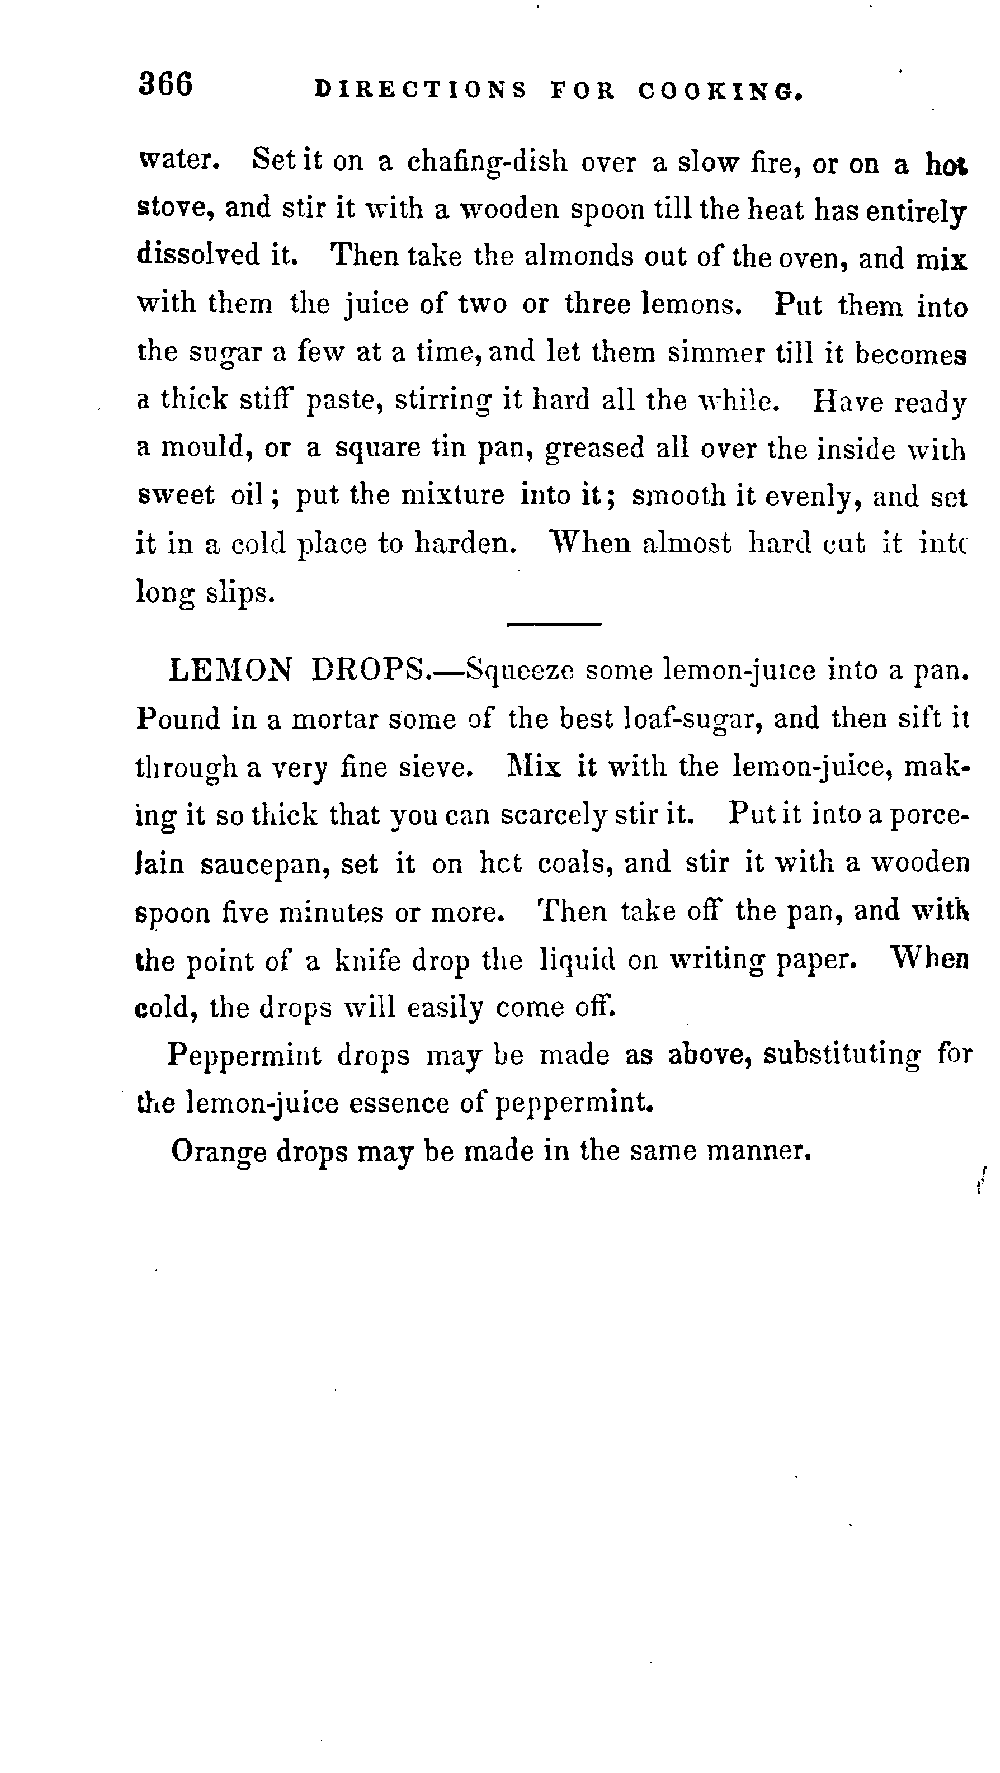 366 DIRECTIONS FOR COOKING.
water. Set it on a chafing-dish over a slow fire, or on a hot
stove, and stir it with a wooden spoon till the heat has entirely
dissolved it. Then take the almonds out of the oven, and mix
with them the juice of two or three lemons. Put them into
the sugar a few at a time, and let them simmer till it becomes
a thick stiff paste, stirring it hard all the while. Have ready
a mould, or a square tin pan, greased all over the inside with
sweet oil; put the mixture into it; smooth it evenly, and set
it in a cold place to harden. When almost hard cut it into
long slips.
LEMON DROPS.—Squeeze some lemon-juice into a pan.
Pound in a mortar some of the best loaf-sugar, and then sift it
through a very fine sieve. Mix it with the lemon-juice, mak-
ing it so thick that you can scarcely stir it. Put it into a porce-
lain saucepan, set it on hot coals, and stir it with a wooden
spoon five minutes or more. Then take off the pan, and with
the point of a knife drop the liquid on writing paper. When
cold, the drops will easily come off.
Peppermint drops may be made as above, substituting for
the lemon-juice essence of peppermint.
Orange drops may be made in the same manner.